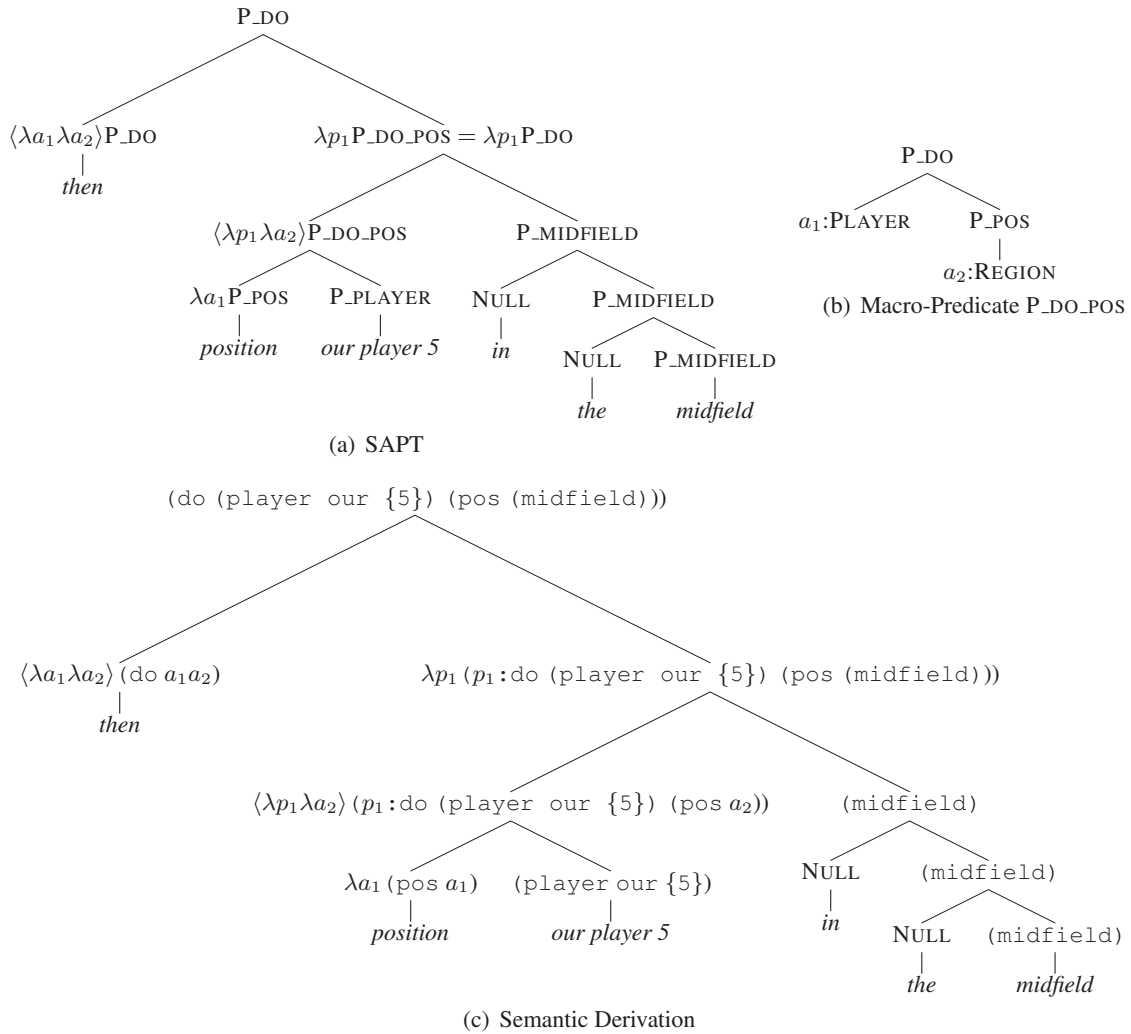 P_DO
⟨λa₁λa₂⟩P_DO λp₁P_DO_POS = λp₁P_DO
then
⟨λp₁λa₂⟩P_DO_POS P_MIDFIELD
λa₁P_POS P_PLAYER NULL P_MIDFIELD
position our player 5 in
NULL P_MIDFIELD
the midfield
(a) SAPT
P_DO
a₁:PLAYER P_POS
a₂:REGION
(b) Macro-Predicate P_DO_POS
(do (player our {5}) (pos (midfield)))
⟨λa₁λa₂⟩(do a₁a₂) λp₁(p₁:do (player our {5}) (pos (midfield)))
then
⟨λp₁λa₂⟩(p₁:do (player our {5}) (pos a₂)) (midfield)
λa₁(pos a₁) (player our {5}) NULL (midfield)
position our player 5 in
NULL (midfield)
the midfield
(c) Semantic Derivation